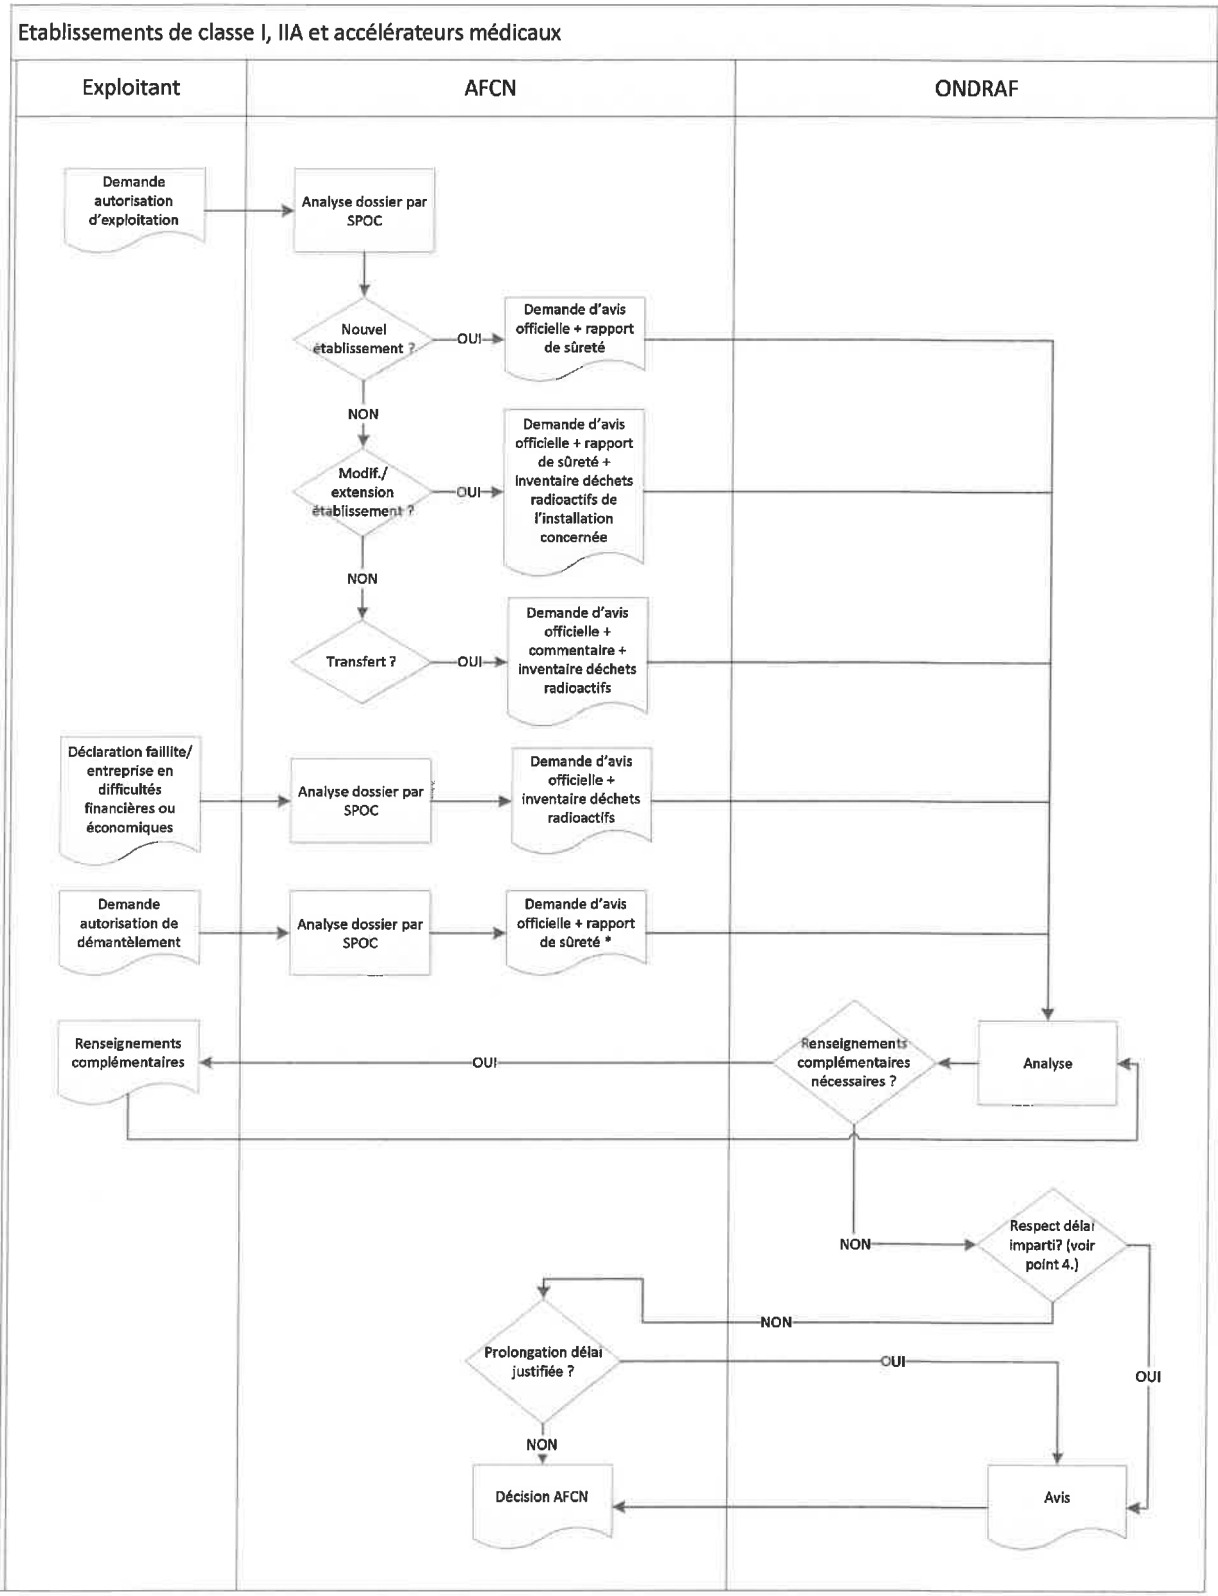 Etablissements de classe I, IIA et accélérateurs médicaux
Exploitant
AFCN
ONDRAF
Demande
autorisation
d'exploitation
Analyse dossier par
SPOC
Nouvel
établissement ?
OUI
Demande d'avis
officielle + rapport
de sûreté
NON
Modif./
extension
établissement ?
OUI
Demande d'avis
officielle + rapport
de sûreté +
inventaire déchets
radioactifs de
l'installation
concernée
NON
Transfert ?
OUI
Demande d'avis
officielle +
commentaire +
inventaire déchets
radioactifs
Déclaration faillite/
entreprise en
difficultés
financières ou
économiques
Analyse dossier par
SPOC
Demande d'avis
officielle +
inventaire déchets
radioactifs
Demande
autorisation de
démantèlement
Analyse dossier par
SPOC
Demande d'avis
officielle + rapport
de sûreté *
Renseignements
complémentaires
OUI
Renseignements
complémentaires
nécessaires ?
Analyse
NON
Respect délai
imparti? (voir
point 4.)
NON
Prolongation délai
justifiée ?
OUI
OUI
NON
Décision AFCN
Avis